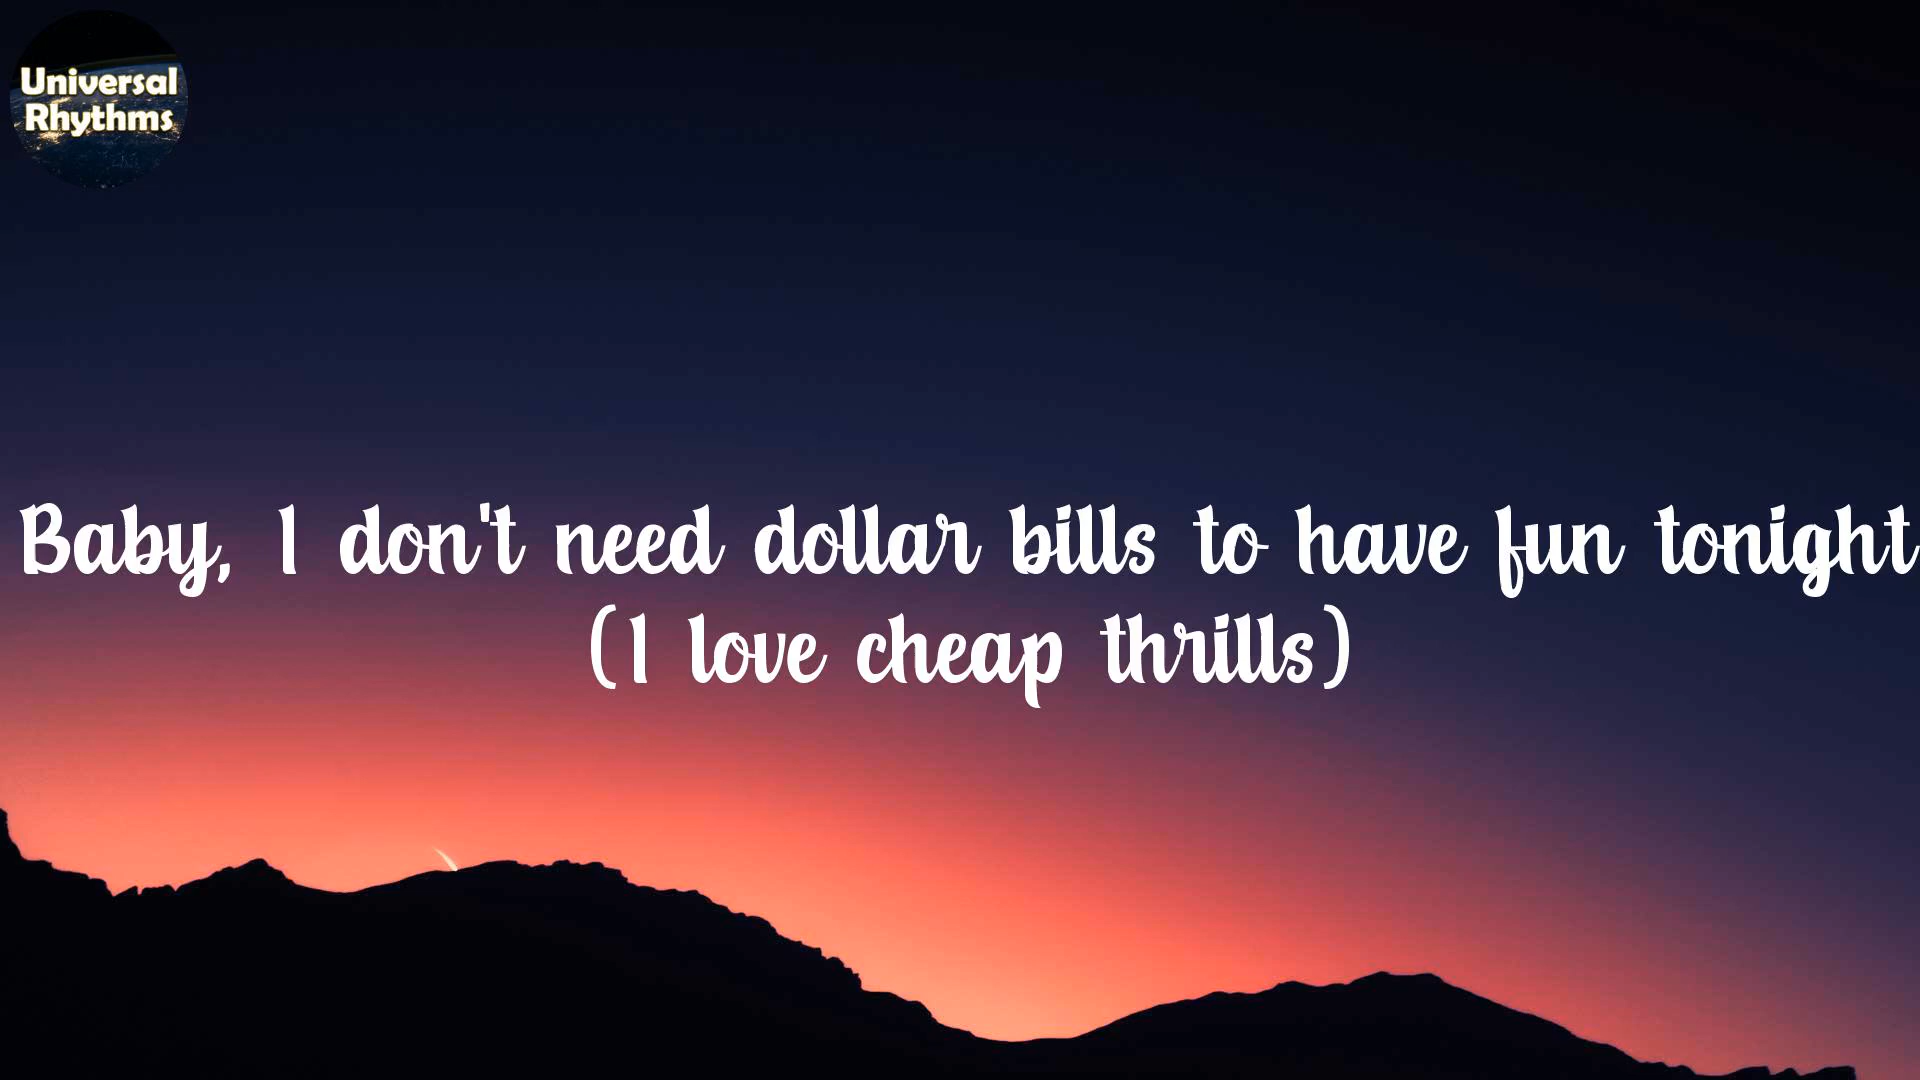 Universal
Rhythms
Baby, I don't need dollar bills to have fun tonight
(I love cheap thrills)